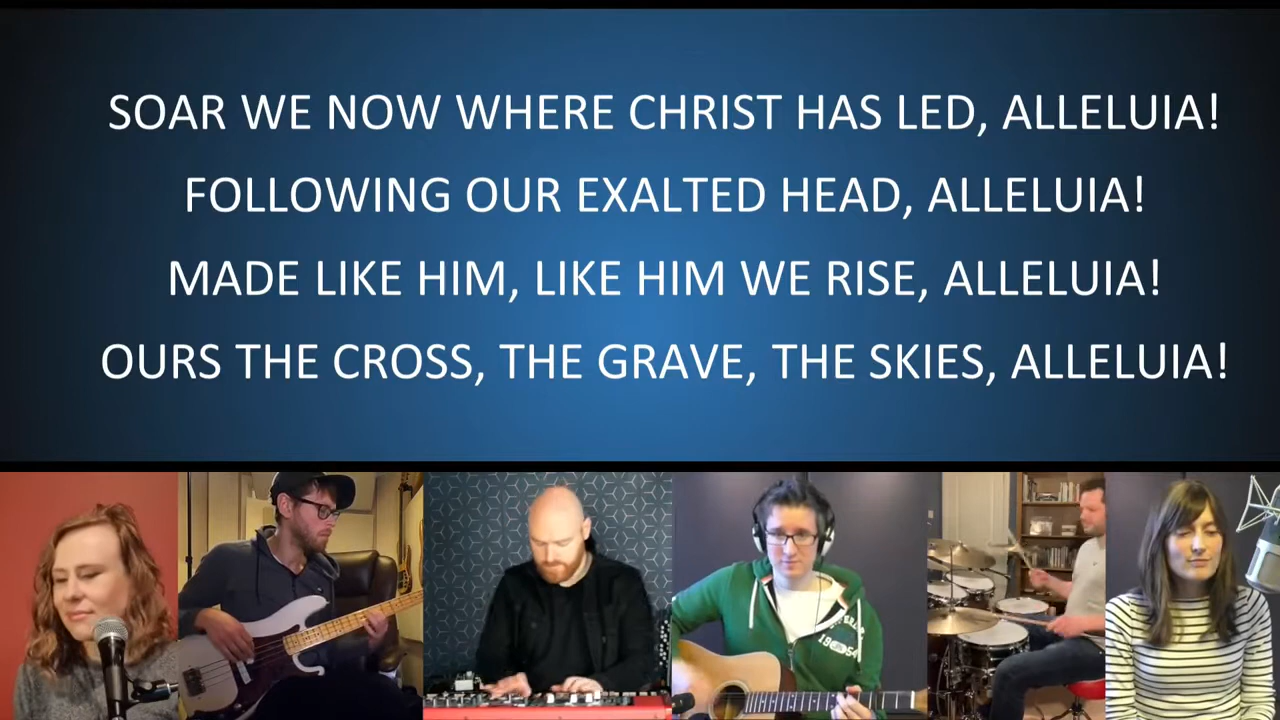 SOAR WE NOW WHERE CHRIST HAS LED, ALLELUIA!
FOLLOWING OUR EXALTED HEAD, ALLELUIA!
MADE LIKE HIM, LIKE HIM WE RISE, ALLELUIA!
OURS THE CROSS, THE GRAVE, THE SKIES, ALLELUIA!